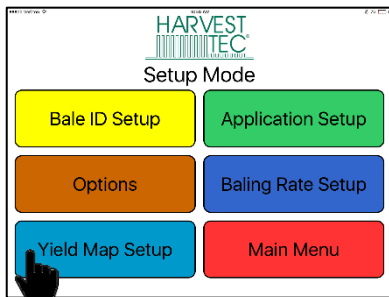 HARVEST
TEC
Setup Mode
Bale ID Setup
Application Setup
Options
Baling Rate Setup
Yield Map Setup
Main Menu